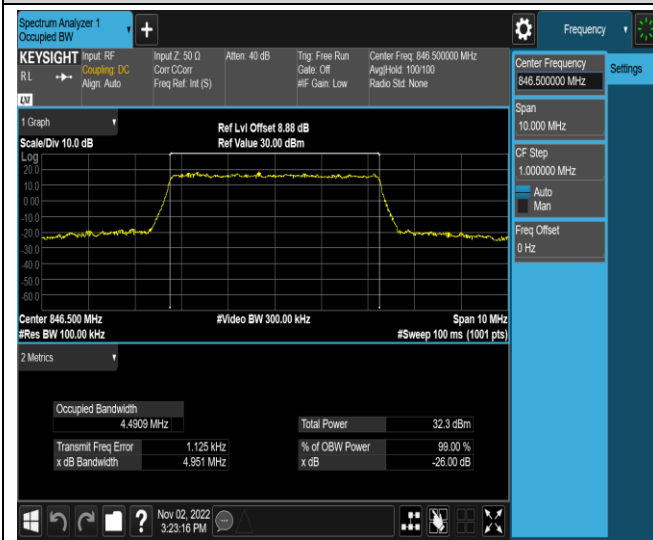 Spectrum Analyzer 1
Occupied BW
Frequency
KEYSIGHT
RL
LXI
Input: RF
Coupling: DC
Align: Auto
Input Z: 50 Ω
Corr CCorr
Freq Ref: Int (S)
Atten: 40 dB
Trig: Free Run
Gate: Off
#IF Gain: Low
Center Freq: 846.500000 MHz
Avg|Hold: 100/100
Radio Std: None
Center Frequency
846.500000 MHz
Settings
Span
10.000 MHz
CF Step
1.000000 MHz
Auto
Man
Freq Offset
0 Hz
1 Graph
Scale/Div 10.0 dB
Ref Lvl Offset 8.88 dB
Ref Value 30.00 dBm
Log
20.0
10.0
0.00
-10.0
-20.0
-30.0
-40.0
-50.0
-60.0
Center 846.500 MHz
#Res BW 100.00 kHz
#Video BW 300.00 kHz
Span 10 MHz
#Sweep 100 ms (1001 pts)
2 Metrics
Occupied Bandwidth
4.4909 MHz
Total Power 32.3 dBm
Transmit Freq Error 1.125 kHz
% of OBW Power 99.00 %
x dB Bandwidth 4.951 MHz
x dB -26.00 dB
Nov 02, 2022
3:23:16 PM